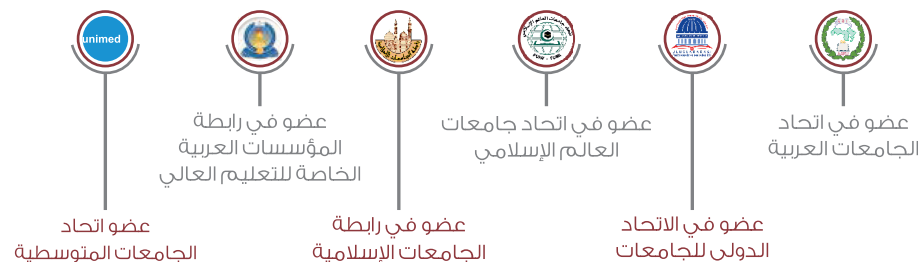 عضو في اتحاد
الجامعات العربية
عضو في الاتحاد
الدولى للجامعات
عضو في اتحاد جامعات
العالم الإسلامي
عضو في رابطة
الجامعات الإسلامية
عضو في رابطة
المؤسسات العربية
الخاصة للتعليم العالي
عضو اتحاد
الجامعات المتوسطية
unimed